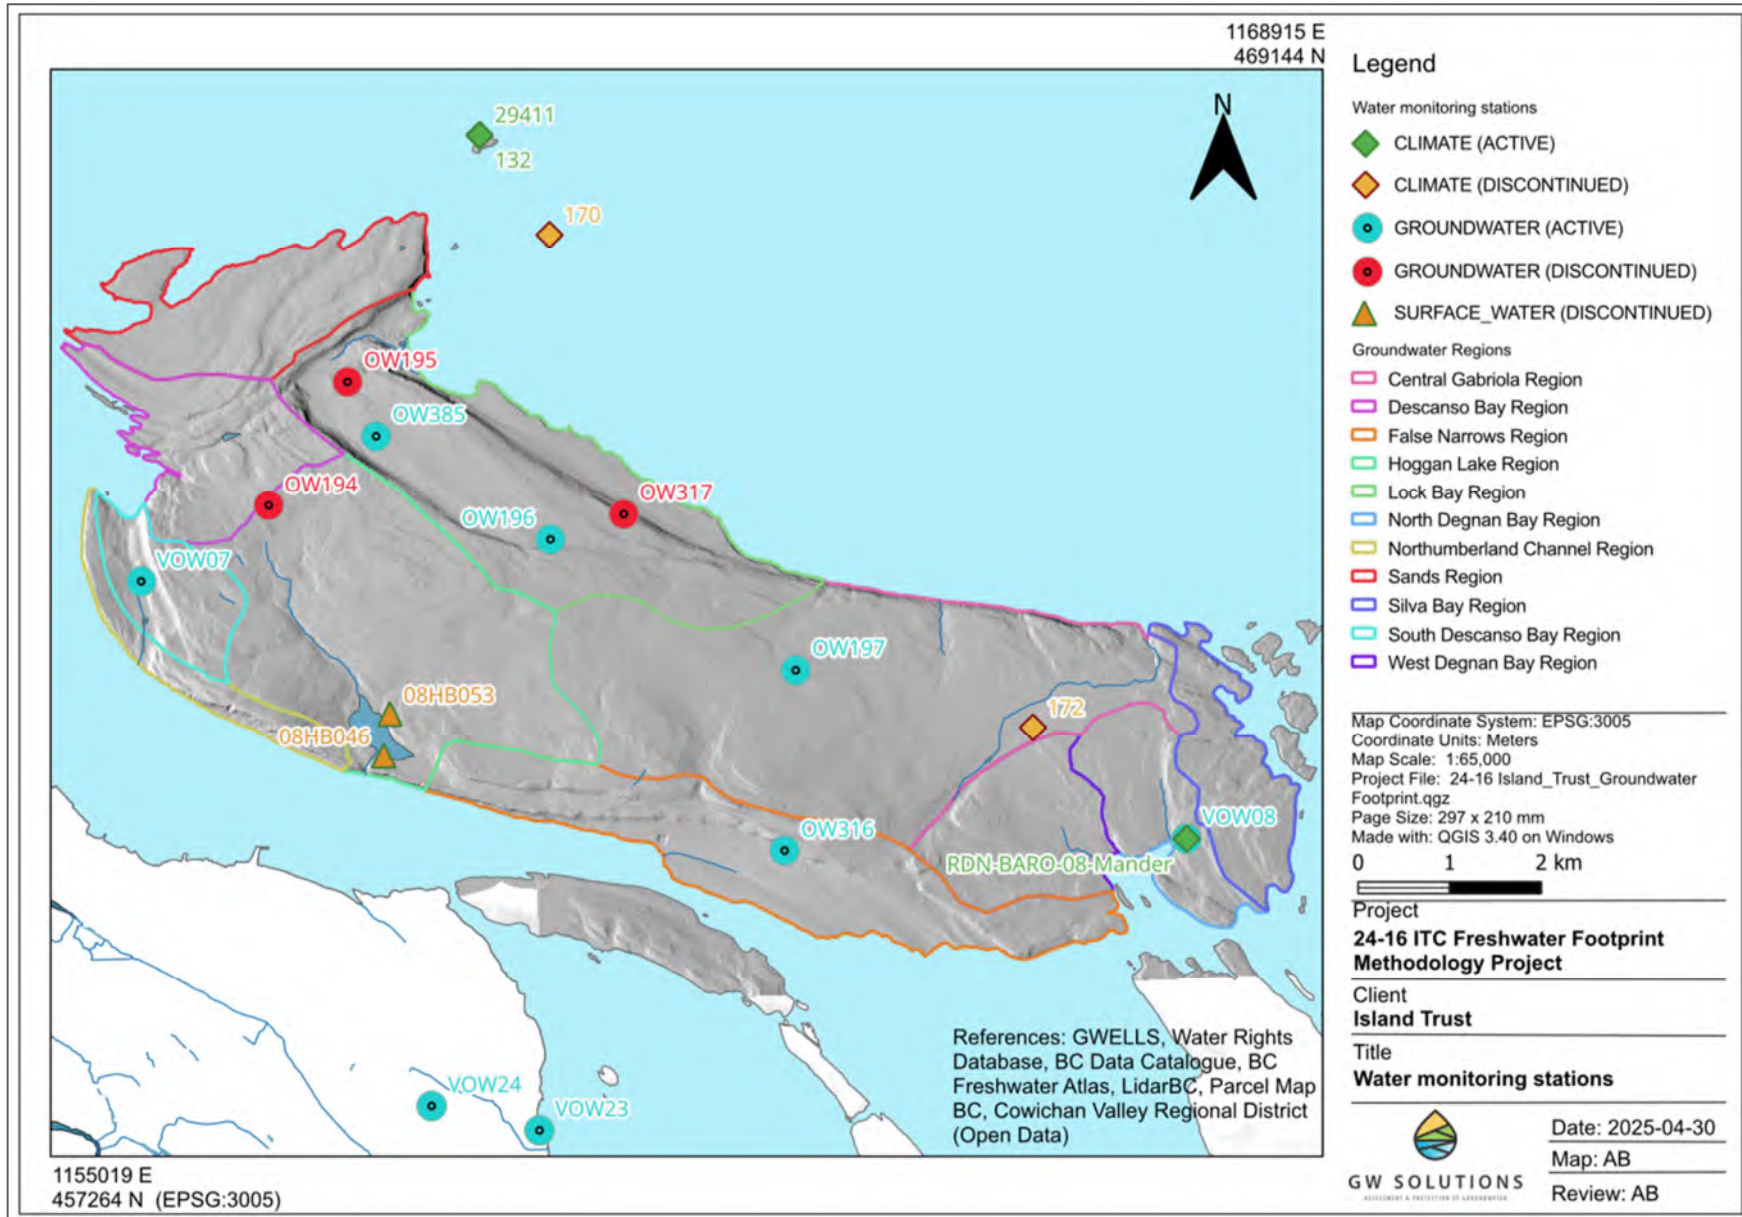 1168915 E
469144 N
N
29411
132
170
OW195
OW385
OW194
OW317
OW196
VOW07
OW197
08HB053
172
08HB046
VOW08
OW316
RDN-BARO-08-Mander
VOW24
VOW23
References: GWELLS, Water Rights
Database, BC Data Catalogue, BC
Freshwater Atlas, LidarBC, Parcel Map
BC, Cowichan Valley Regional District
(Open Data)
1155019 E
457264 N (EPSG:3005)
Legend
Water monitoring stations
CLIMATE (ACTIVE)
CLIMATE (DISCONTINUED)
GROUNDWATER (ACTIVE)
GROUNDWATER (DISCONTINUED)
SURFACE_WATER (DISCONTINUED)
Groundwater Regions
Central Gabriola Region
Descanso Bay Region
False Narrows Region
Hoggan Lake Region
Lock Bay Region
North Degnan Bay Region
Northumberland Channel Region
Sands Region
Silva Bay Region
South Descanso Bay Region
West Degnan Bay Region
Map Coordinate System: EPSG:3005
Coordinate Units: Meters
Map Scale: 1:65,000
Project File: 24-16 Island_Trust_Groundwater
Footprint.qgz
Page Size: 297 x 210 mm
Made with: QGIS 3.40 on Windows
0 1 2 km
Project
24-16 ITC Freshwater Footprint
Methodology Project
Client
Island Trust
Title
Water monitoring stations
GW SOLUTIONS
ASSESSMENT & PROTECTION OF GROUNDWATER
Date: 2025-04-30
Map: AB
Review: AB